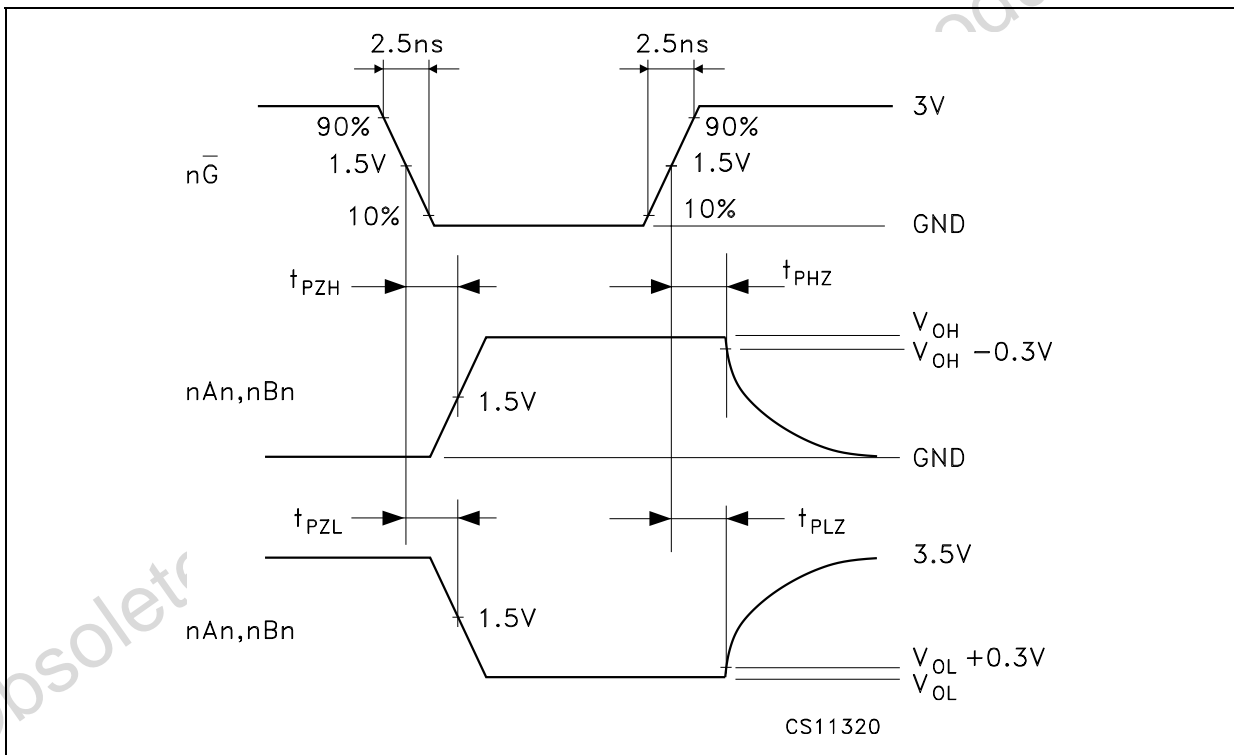 2.5ns 2.5ns
3V
90% 90%
nG̅ 1.5V 1.5V
10% 10%
GND
tPZH tPHZ
VOH
VOH −0.3V
nAn,nBn 1.5V
GND
tPZL tPLZ
3.5V
nAn,nBn 1.5V
VOL +0.3V
VOL
CS11320